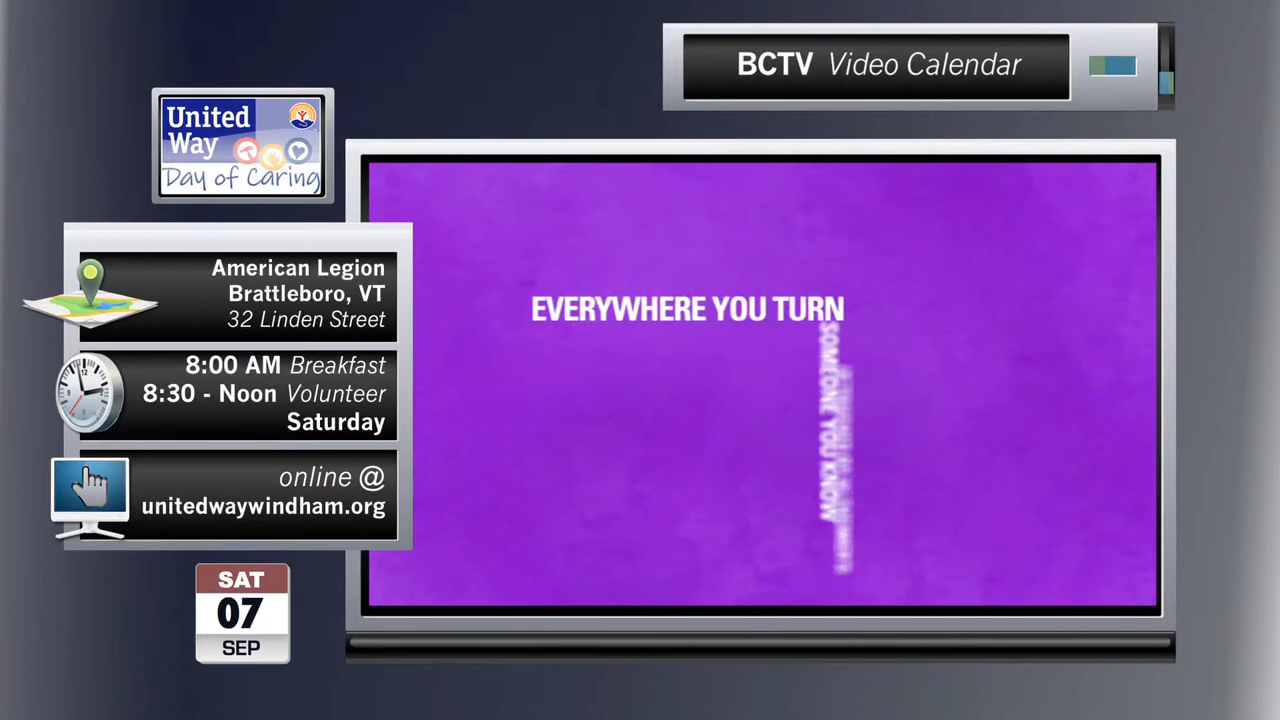 BCTV Video Calendar
United
Way
Day of Caring
American Legion
Brattleboro, VT
32 Linden Street
8:00 AM Breakfast
8:30 - Noon Volunteer
Saturday
online @
unitedwaywindham.org
SAT
07
SEP
EVERYWHERE YOU TURN
SOMEONE YOU KNOW